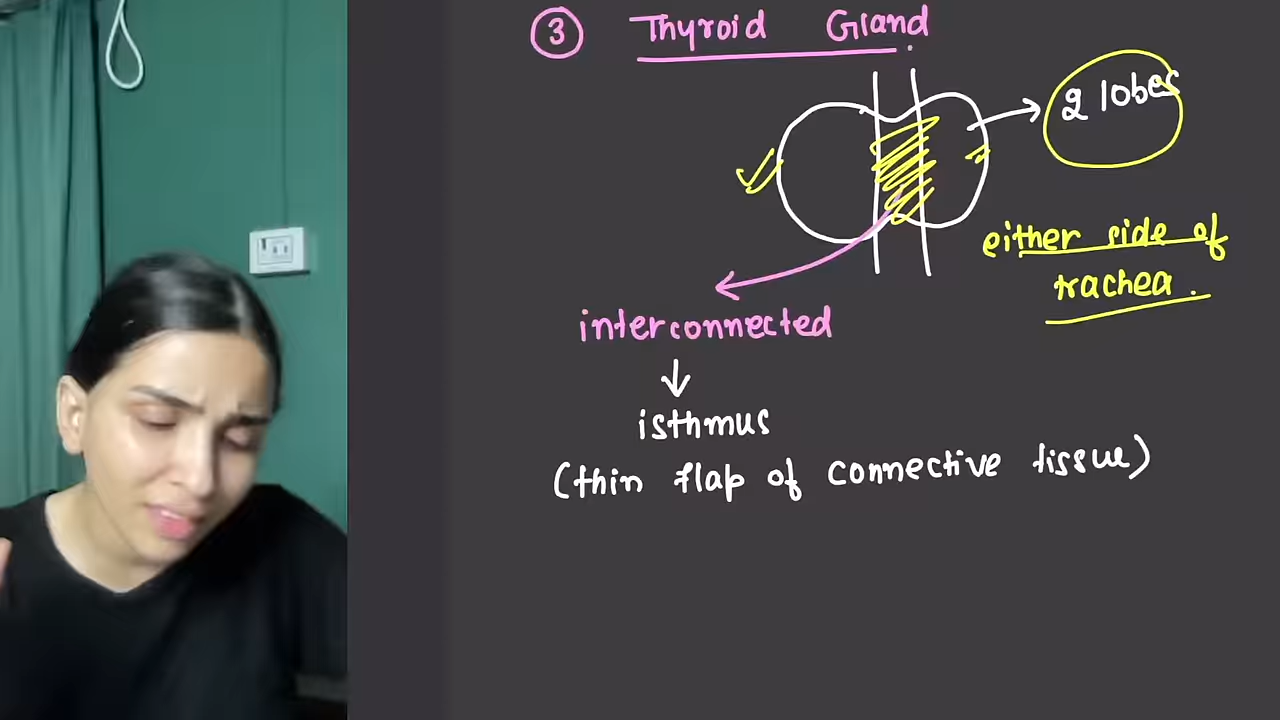 3 Thyroid Gland
2 lobes
either side of
trachea.
interconnected
isthmus
(thin flap of connective tissue)